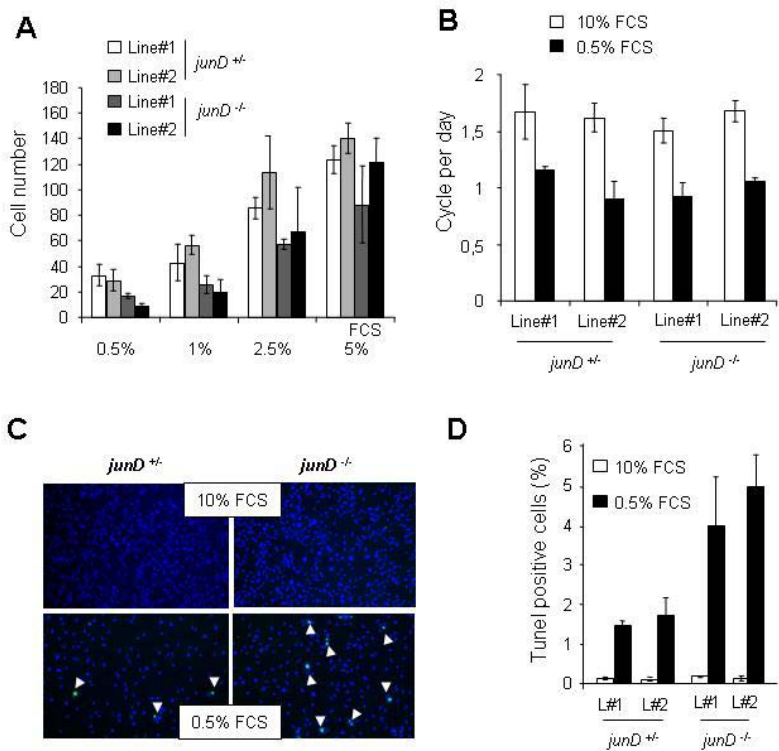 A
Line#1
Line#2
junD +/-
Line#1
Line#2
junD -/-
Cell number
180
160
140
120
100
80
60
40
20
0
FCS
0.5% 1% 2.5% 5%
B
10% FCS
0.5% FCS
Cycle per day
2
1,5
1
0,5
0
Line#1 Line#2 Line#1 Line#2
junD +/- junD -/-
C
junD +/- junD -/-
10% FCS
0.5% FCS
D
10% FCS
0.5% FCS
Tunel positive cells (%)
6
5
4
3
2
1
0
L#1 L#2 L#1 L#2
junD +/- junD -/-